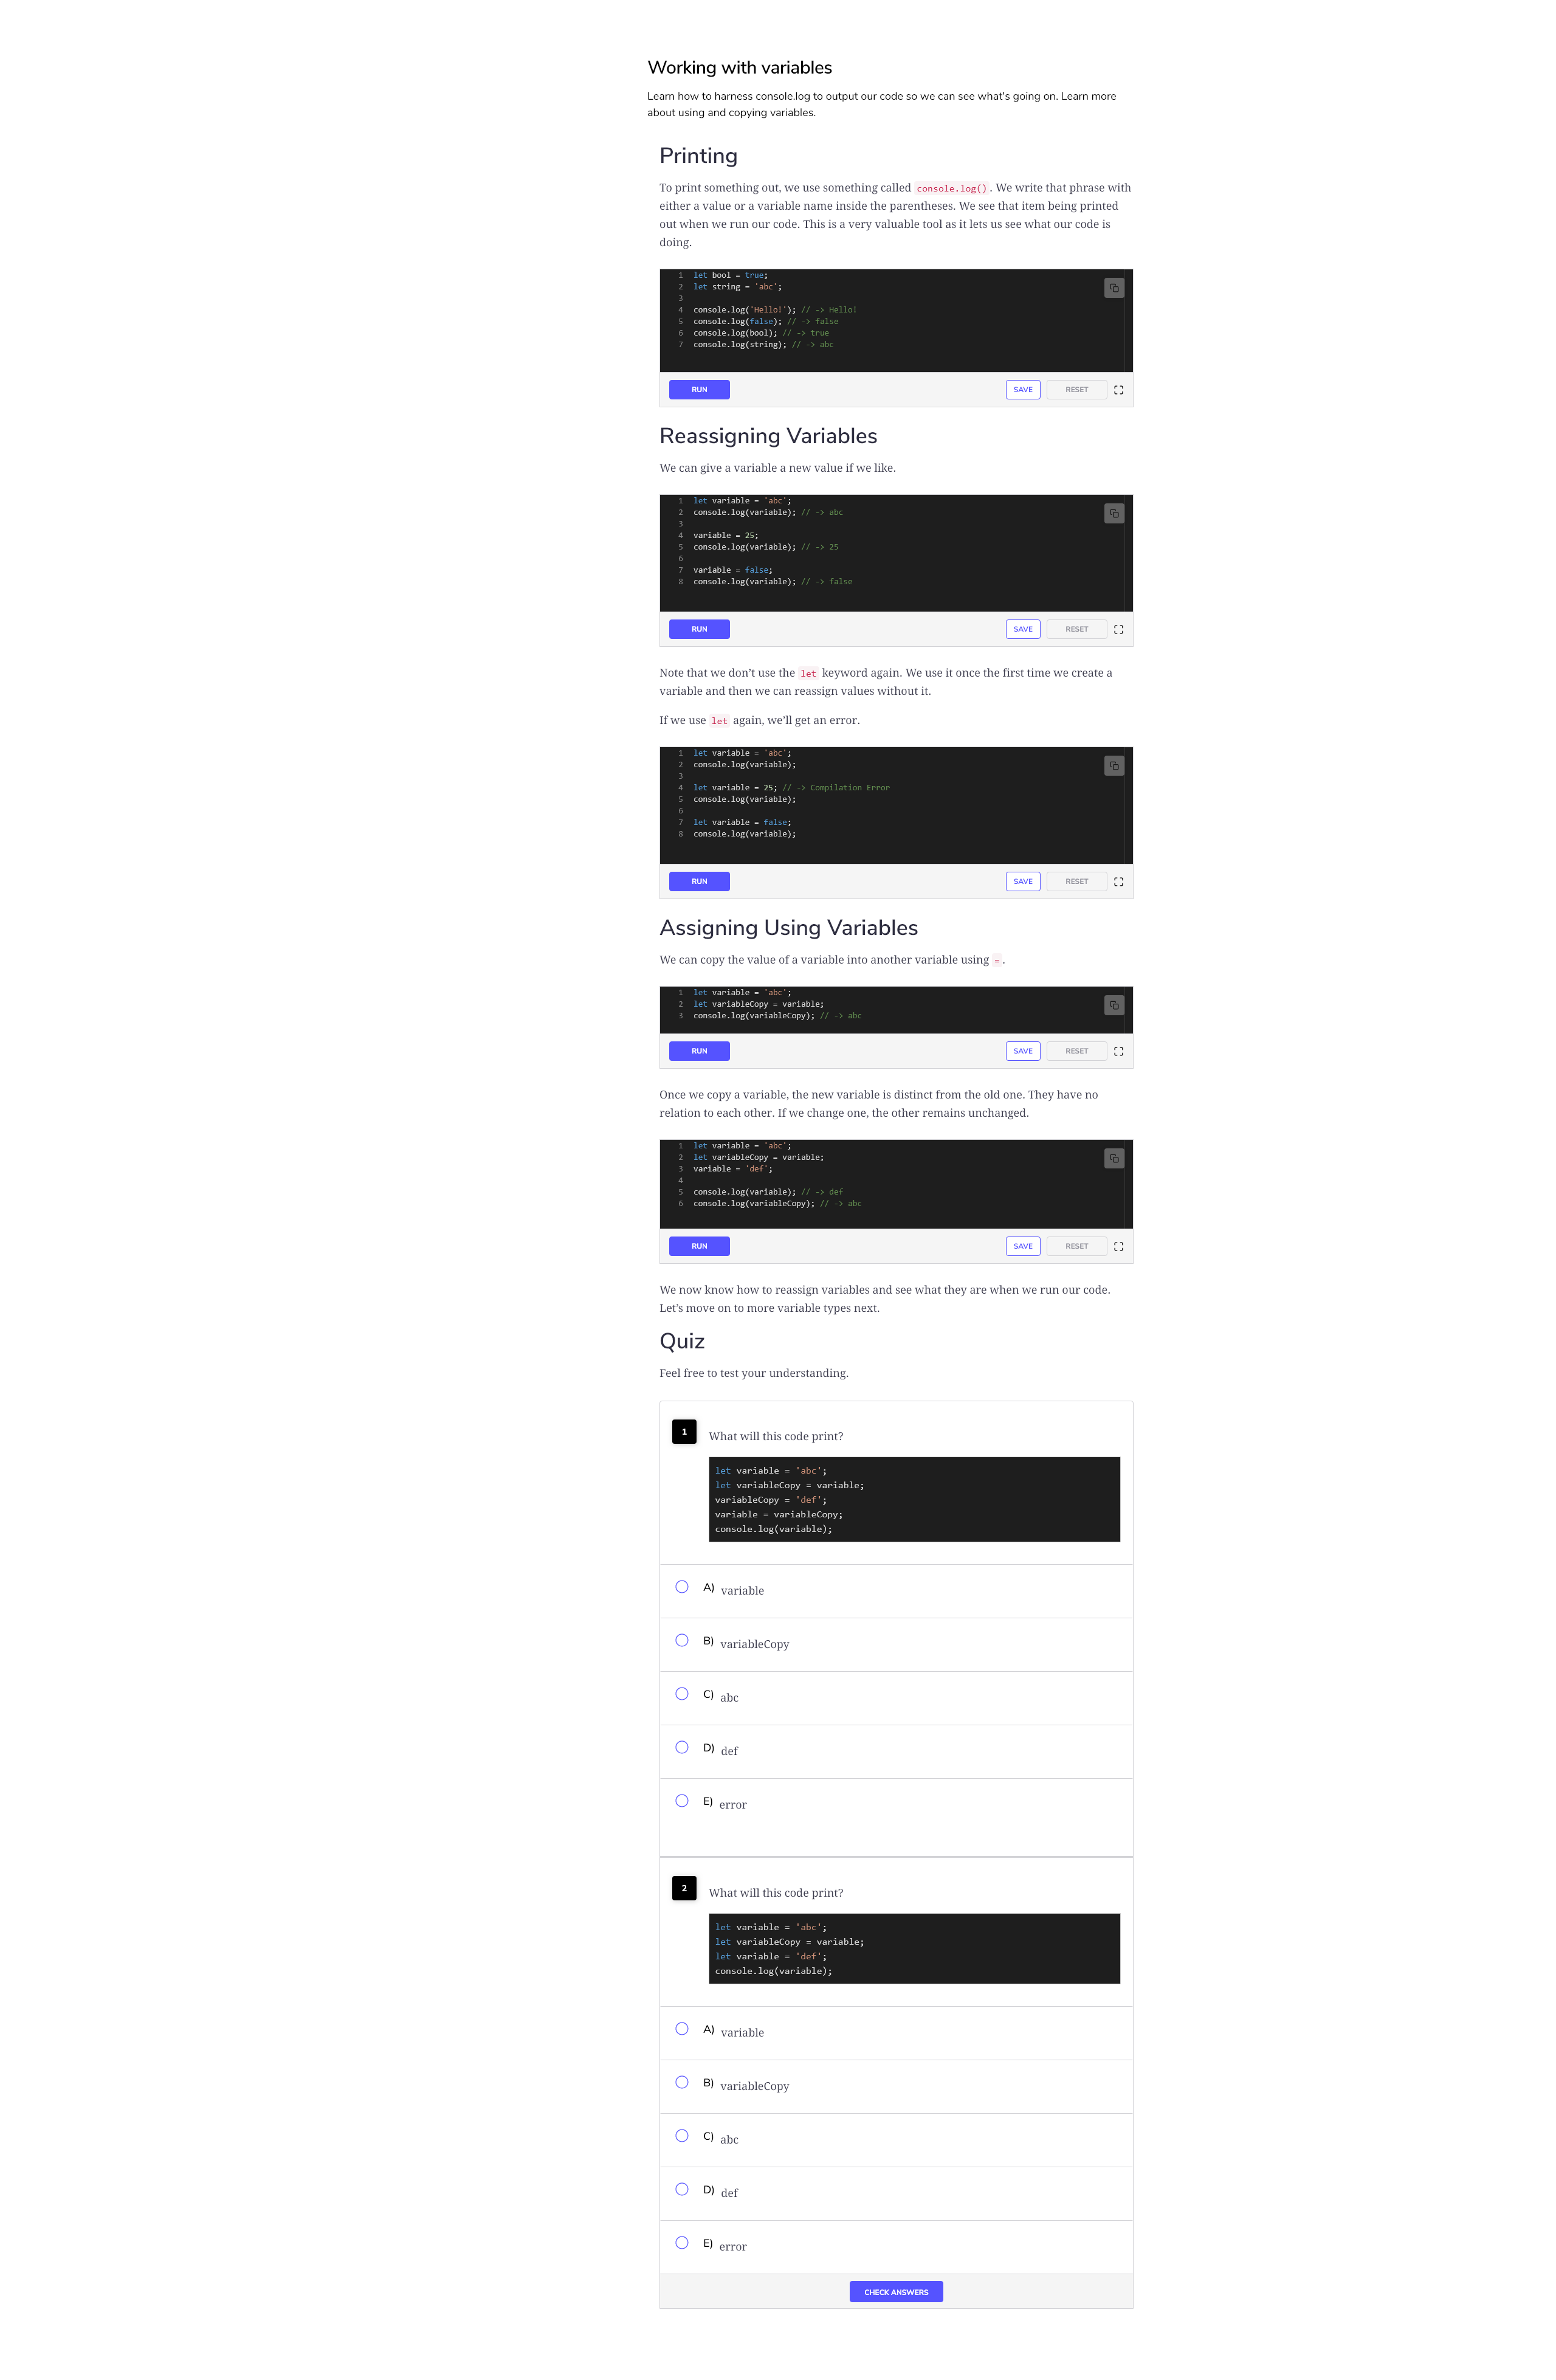 Working with variables
Learn how to harness console.log to output our code so we can see what's going on. Learn more
about using and copying variables.
Printing
To print something out, we use something called console.log(). We write that phrase with
either a value or a variable name inside the parentheses. We see that item being printed
out when we run our code. This is a very valuable tool as it lets us see what our code is
doing.
1 let bool = true;
2 let string = 'abc';
3
4 console.log('Hello!'); // -> Hello!
5 console.log(false); // -> false
6 console.log(bool); // -> true
7 console.log(string); // -> abc
RUN SAVE RESET
Reassigning Variables
We can give a variable a new value if we like.
1 let variable = 'abc';
2 console.log(variable); // -> abc
3
4 variable = 25;
5 console.log(variable); // -> 25
6
7 variable = false;
8 console.log(variable); // -> false
RUN SAVE RESET
Note that we don’t use the let keyword again. We use it once the first time we create a
variable and then we can reassign values without it.
If we use let again, we’ll get an error.
1 let variable = 'abc';
2 console.log(variable);
3
4 let variable = 25; // -> Compilation Error
5 console.log(variable);
6
7 let variable = false;
8 console.log(variable);
RUN SAVE RESET
Assigning Using Variables
We can copy the value of a variable into another variable using =.
1 let variable = 'abc';
2 let variableCopy = variable;
3 console.log(variableCopy); // -> abc
RUN SAVE RESET
Once we copy a variable, the new variable is distinct from the old one. They have no
relation to each other. If we change one, the other remains unchanged.
1 let variable = 'abc';
2 let variableCopy = variable;
3 variable = 'def';
4
5 console.log(variable); // -> def
6 console.log(variableCopy); // -> abc
RUN SAVE RESET
We now know how to reassign variables and see what they are when we run our code.
Let’s move on to more variable types next.
Quiz
Feel free to test your understanding.
1 What will this code print?
let variable = 'abc';
let variableCopy = variable;
variableCopy = 'def';
variable = variableCopy;
console.log(variable);
A) variable
B) variableCopy
C) abc
D) def
E) error
2 What will this code print?
let variable = 'abc';
let variableCopy = variable;
let variable = 'def';
console.log(variable);
A) variable
B) variableCopy
C) abc
D) def
E) error
CHECK ANSWERS